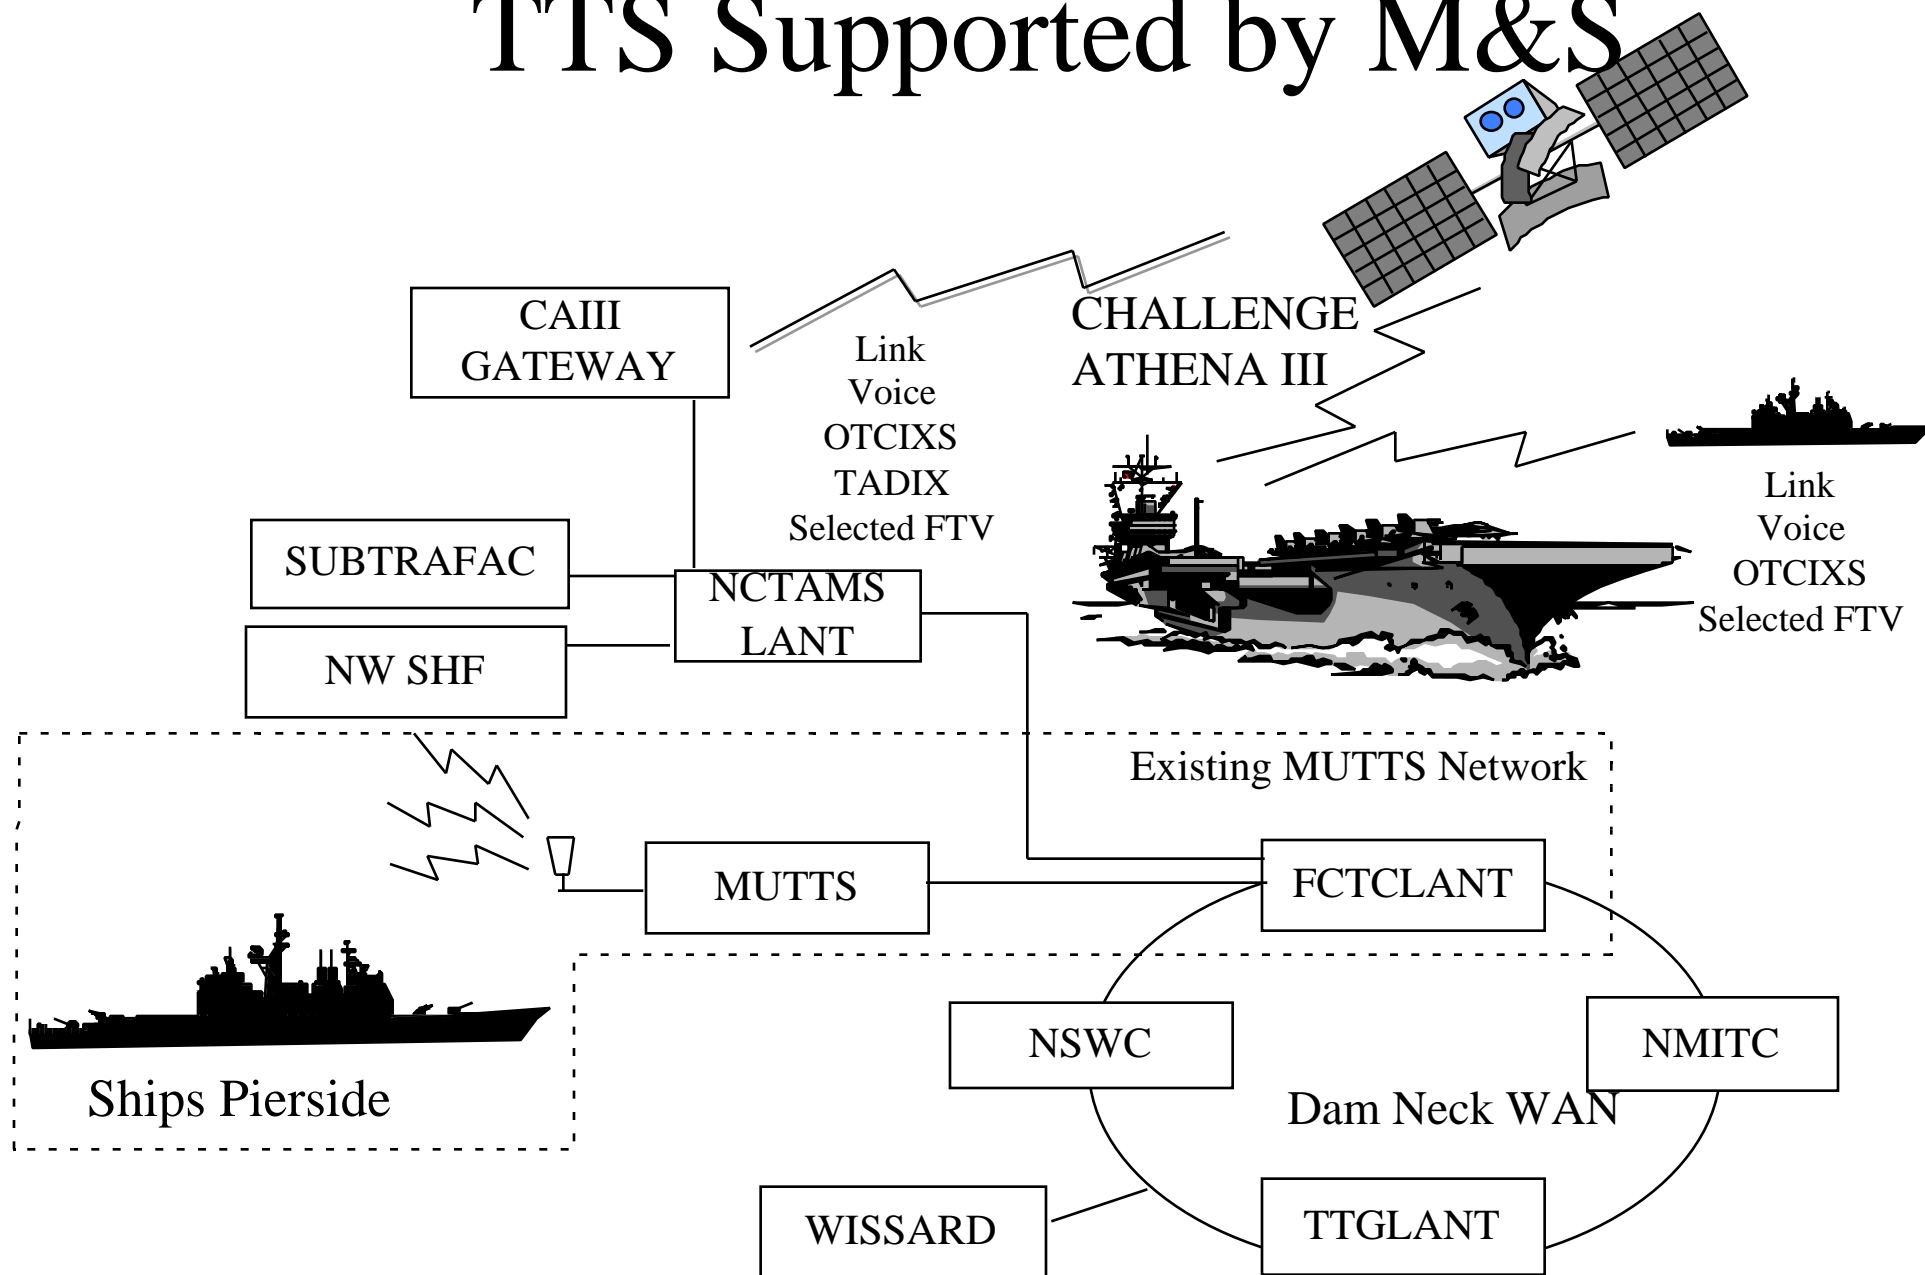 TTS Supported by M&S
CAIII
GATEWAY
Link
Voice
OTCIXS
TADIX
Selected FTV
CHALLENGE
ATHENA III
Link
Voice
OTCIXS
Selected FTV
SUBTRAFAC
NCTAMS
LANT
NW SHF
Existing MUTTS Network
MUTTS
FCTCLANT
Ships Pierside
NSWC
NMITC
Dam Neck WAN
WISSARD
TTGLANT